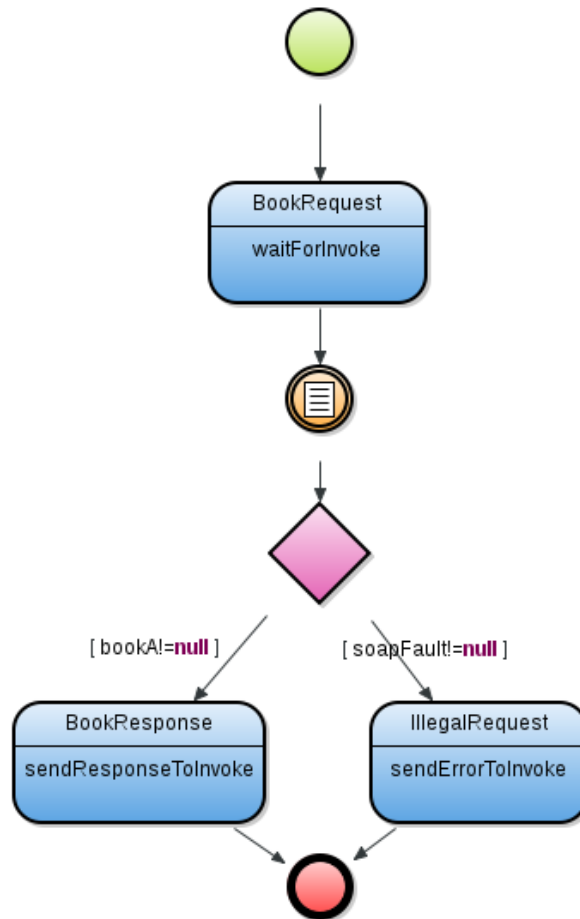 BookRequest
waitForInvoke
[ bookA!=null ]
[ soapFault!=null ]
BookResponse
sendResponseToInvoke
IllegalRequest
sendErrorToInvoke